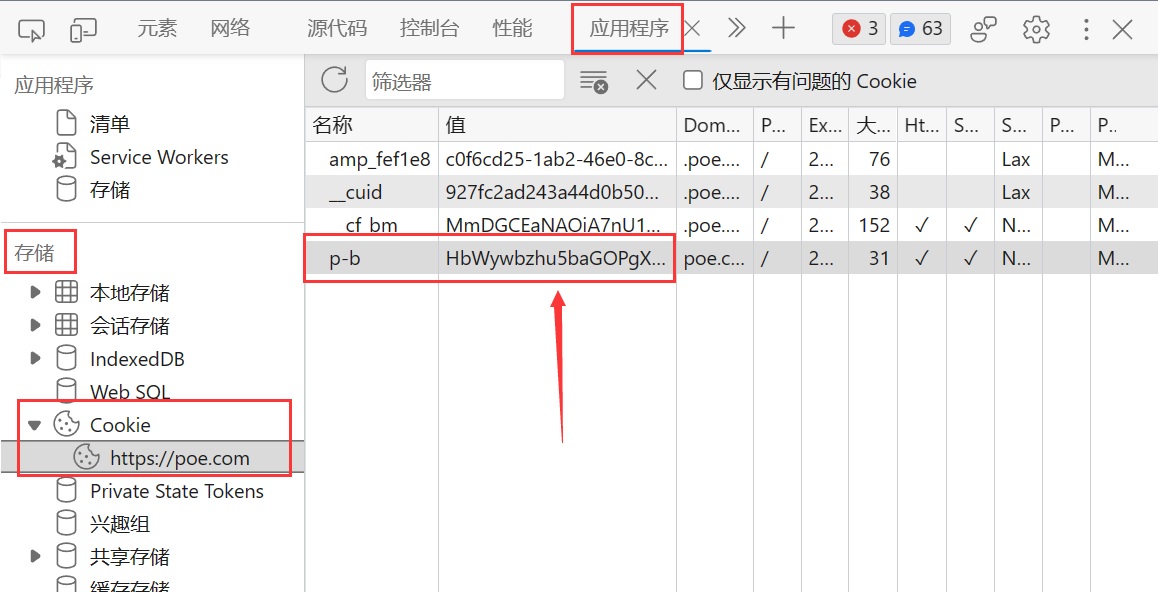 元素 网络 源代码 控制台 性能 应用程序 3 63
应用程序
清单
Service Workers
存储
存储
本地存储
会话存储
IndexedDB
Web SQL
Cookie
https://poe.com
Private State Tokens
兴趣组
共享存储
缓存存储
筛选器 仅显示有问题的 Cookie
名称 值 Dom... P... Ex... 大... Ht... S... S... P... P..
amp_fef1e8 c0f6cd25-1ab2-46e0-8c... .poe.... / 2... 76 Lax M...
__cuid 927fc2ad243a44d0b50... .poe.... / 2... 38 Lax M...
__cf_bm MmDGCEaNAOiA7nU1... .poe.... / 2... 152 ✓ ✓ N... M...
p-b HbWywbzhu5baGOPgX... poe.c... / 2... 31 ✓ ✓ N... M...